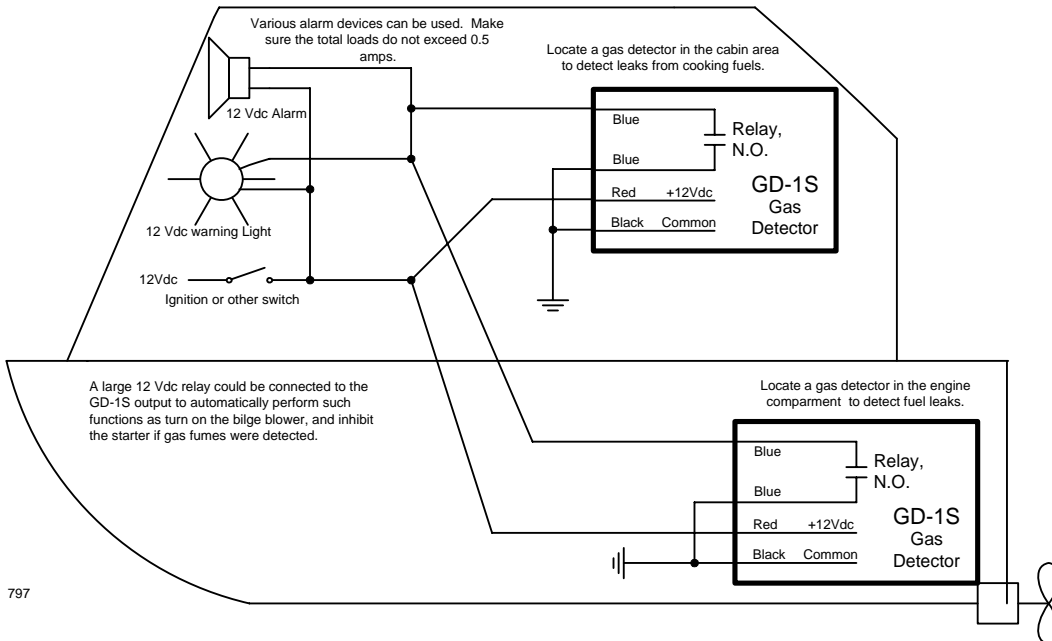 Various alarm devices can be used.  Make
sure the total loads do not exceed 0.5
amps.
12 Vdc Alarm
12 Vdc warning Light
12Vdc
Ignition or other switch
Locate a gas detector in the cabin area
to detect leaks from cooking fuels.
Blue
Relay,
N.O.
Blue
Red +12Vdc
Black Common
GD-1S
Gas
Detector
A large 12 Vdc relay could be connected to the
GD-1S output to automatically perform such
functions as turn on the bilge blower, and inhibit
the starter if gas fumes were detected.
Locate a gas detector in the engine
comparment  to detect fuel leaks.
Blue
Relay,
N.O.
Blue
Red +12Vdc
Black Common
GD-1S
Gas
Detector
797